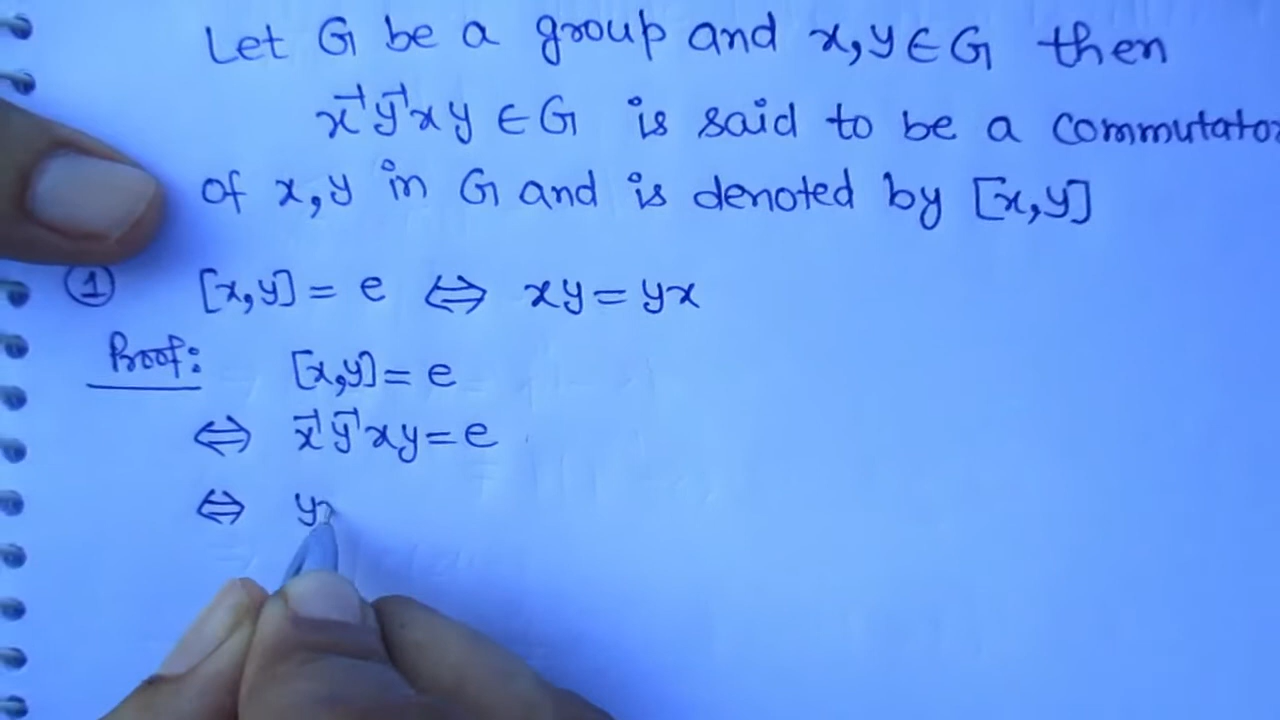 Let G be a group and x,y∈G then
x⁻¹y⁻¹xy ∈ G is said to be a commutator
of x,y in G and is denoted by [x,y]
① [x,y] = e ⇔ xy = yx
Proof: [x,y] = e
⇔ x⁻¹y⁻¹xy = e
⇔ y